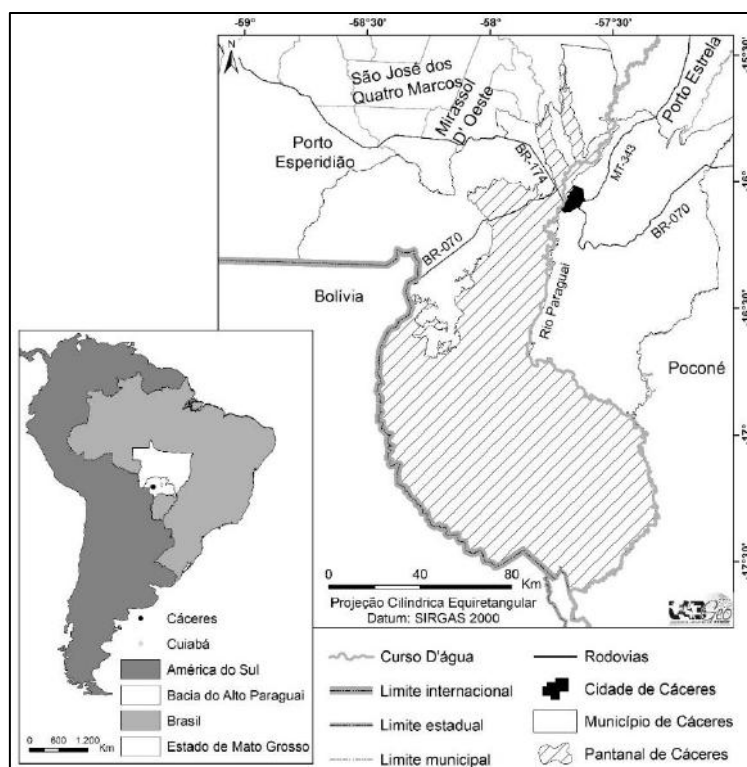 -59° -58°30' -58° -57°30'
N
São José dos
Quatro Marcos
Mirassol
D' Oeste
Porto Estrela
-15°30'
Porto
Esperidião
BR-174
MT-343
-16°
BR-070
BR-070
Bolívia
Rio Paraguai
-16°30'
Poconé
-17°
-17°30'
0 40 80
Km
Projeção Cilíndrica Equiretangular
Datum: SIRGAS 2000
Cáceres
Cuiabá
América do Sul
Bacia do Alto Paraguai
Brasil
Estado de Mato Grosso
0 600 1.200
Km
Curso D'água
Limite internacional
Limite estadual
Limite municipal
Rodovias
Cidade de Cáceres
Município de Cáceres
Pantanal de Cáceres